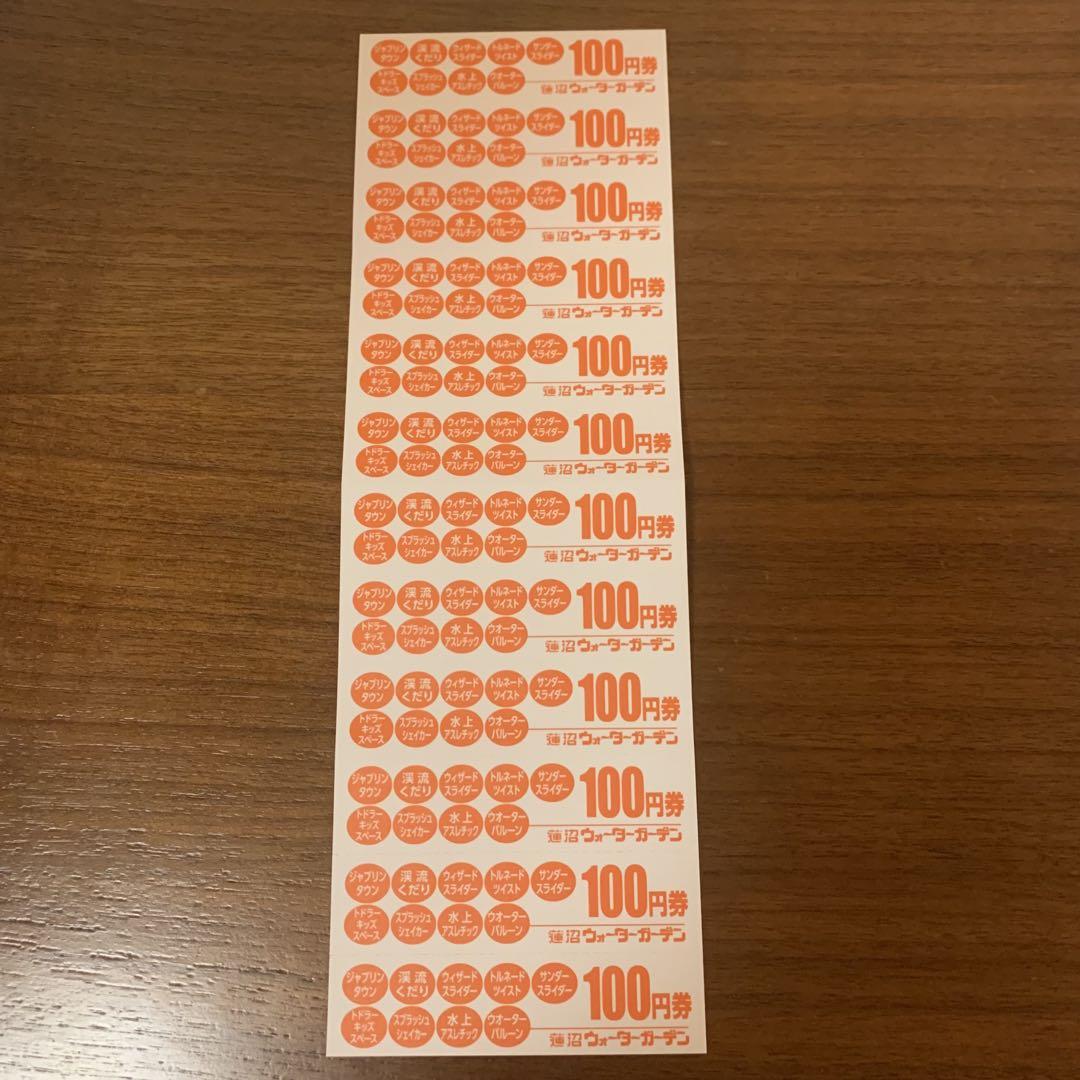 ジャブリンタウン 渓流くだり ウィザードスライダー トルネードツイスト サンダースライダー 100円券
トドラーキッズスペース スプラッシュシェイカー 水上アスレチック ウオーターバルーン 蓮沼ウォーターガーデン
ジャブリンタウン 渓流くだり ウィザードスライダー トルネードツイスト サンダースライダー 100円券
トドラーキッズスペース スプラッシュシェイカー 水上アスレチック ウオーターバルーン 蓮沼ウォーターガーデン
ジャブリンタウン 渓流くだり ウィザードスライダー トルネードツイスト サンダースライダー 100円券
トドラーキッズスペース スプラッシュシェイカー 水上アスレチック ウオーターバルーン 蓮沼ウォーターガーデン
ジャブリンタウン 渓流くだり ウィザードスライダー トルネードツイスト サンダースライダー 100円券
トドラーキッズスペース スプラッシュシェイカー 水上アスレチック ウオーターバルーン 蓮沼ウォーターガーデン
ジャブリンタウン 渓流くだり ウィザードスライダー トルネードツイスト サンダースライダー 100円券
トドラーキッズスペース スプラッシュシェイカー 水上アスレチック ウオーターバルーン 蓮沼ウォーターガーデン
ジャブリンタウン 渓流くだり ウィザードスライダー トルネードツイスト サンダースライダー 100円券
トドラーキッズスペース スプラッシュシェイカー 水上アスレチック ウオーターバルーン 蓮沼ウォーターガーデン
ジャブリンタウン 渓流くだり ウィザードスライダー トルネードツイスト サンダースライダー 100円券
トドラーキッズスペース スプラッシュシェイカー 水上アスレチック ウオーターバルーン 蓮沼ウォーターガーデン
ジャブリンタウン 渓流くだり ウィザードスライダー トルネードツイスト サンダースライダー 100円券
トドラーキッズスペース スプラッシュシェイカー 水上アスレチック ウオーターバルーン 蓮沼ウォーターガーデン
ジャブリンタウン 渓流くだり ウィザードスライダー トルネードツイスト サンダースライダー 100円券
トドラーキッズスペース スプラッシュシェイカー 水上アスレチック ウオーターバルーン 蓮沼ウォーターガーデン
ジャブリンタウン 渓流くだり ウィザードスライダー トルネードツイスト サンダースライダー 100円券
トドラーキッズスペース スプラッシュシェイカー 水上アスレチック ウオーターバルーン 蓮沼ウォーターガーデン
ジャブリンタウン 渓流くだり ウィザードスライダー トルネードツイスト サンダースライダー 100円券
トドラーキッズスペース スプラッシュシェイカー 水上アスレチック ウオーターバルーン 蓮沼ウォーターガーデン
ジャブリンタウン 渓流くだり ウィザードスライダー トルネードツイスト サンダースライダー 100円券
トドラーキッズスペース スプラッシュシェイカー 水上アスレチック ウオーターバルーン 蓮沼ウォーターガーデン